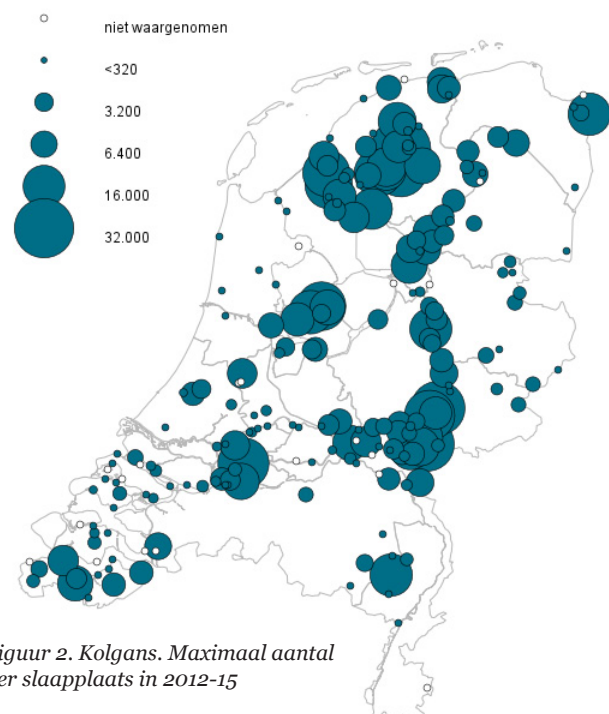 niet waargenomen
<320
3.200
6.400
16.000
32.000
iguur 2. Kolgans. Maximaal aantal
er slaapplaats in 2012-15